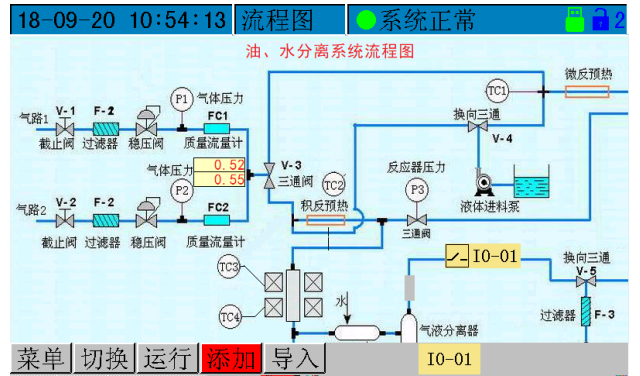 18-09-20 10:54:13 流程图 系统正常 2
油、水分离系统流程图
微反预热
TC1
P1 气体压力
气路1 V-1 F-2 FC1
换向三通
V-4
截止阀 过滤器 稳压阀 质量流量计
气体压力 0.52
0.55
V-3
三通阀
TC2
反应器压力
P2
P3
液体进料泵
气路2 V-2 F-2 FC2
积反预热
三通阀
截止阀 过滤器 稳压阀 质量流量计
TC3
I0-01
换向三通
V-5
TC4
水
过滤器 F-3
气液分离器
菜单 切换 运行 添加 导入 I0-01